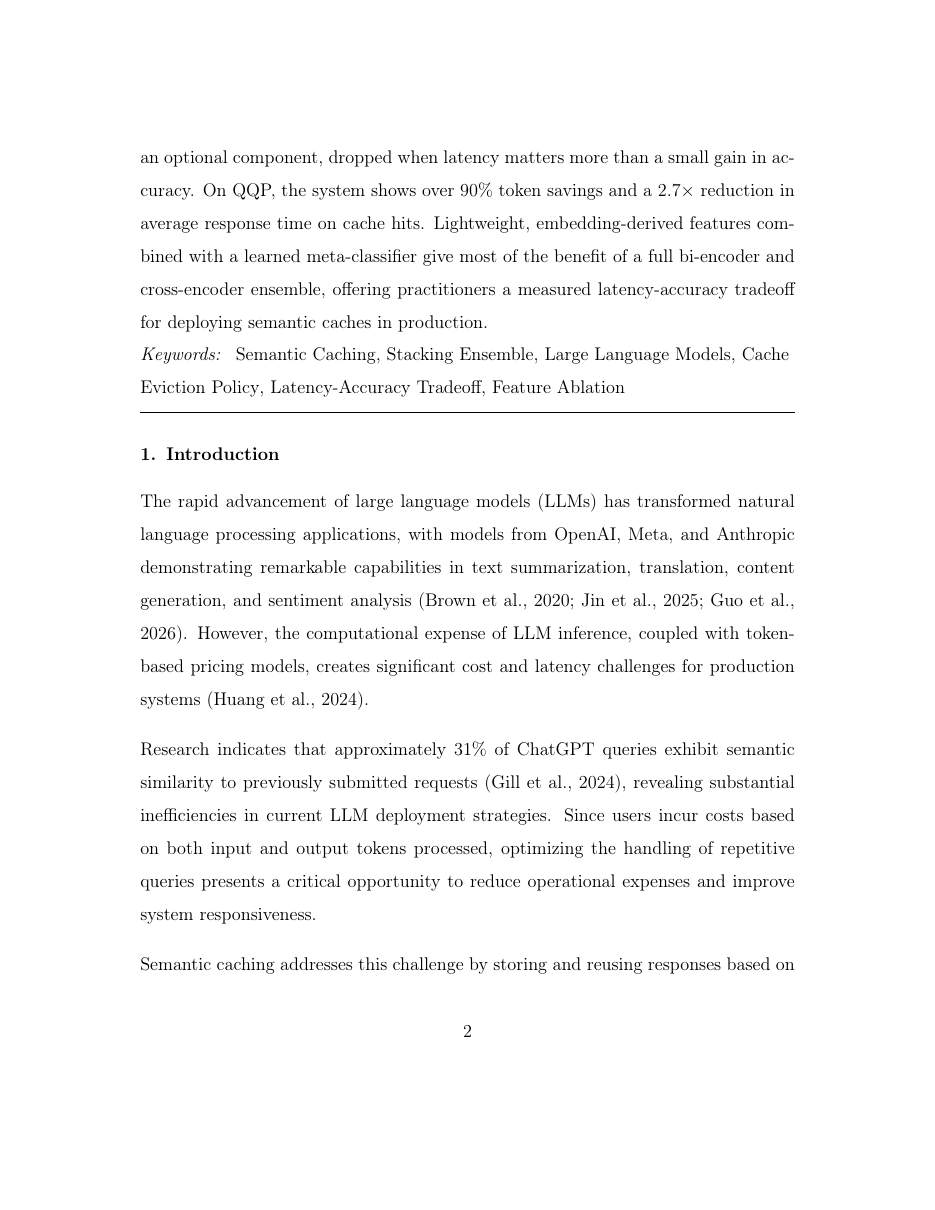 an optional component, dropped when latency matters more than a small gain in ac-
curacy. On QQP, the system shows over 90% token savings and a 2.7× reduction in
average response time on cache hits. Lightweight, embedding-derived features com-
bined with a learned meta-classifier give most of the benefit of a full bi-encoder and
cross-encoder ensemble, offering practitioners a measured latency-accuracy tradeoff
for deploying semantic caches in production.
Keywords: Semantic Caching, Stacking Ensemble, Large Language Models, Cache
Eviction Policy, Latency-Accuracy Tradeoff, Feature Ablation
1. Introduction
The rapid advancement of large language models (LLMs) has transformed natural
language processing applications, with models from OpenAI, Meta, and Anthropic
demonstrating remarkable capabilities in text summarization, translation, content
generation, and sentiment analysis (Brown et al., 2020; Jin et al., 2025; Guo et al.,
2026). However, the computational expense of LLM inference, coupled with token-
based pricing models, creates significant cost and latency challenges for production
systems (Huang et al., 2024).
Research indicates that approximately 31% of ChatGPT queries exhibit semantic
similarity to previously submitted requests (Gill et al., 2024), revealing substantial
inefficiencies in current LLM deployment strategies. Since users incur costs based
on both input and output tokens processed, optimizing the handling of repetitive
queries presents a critical opportunity to reduce operational expenses and improve
system responsiveness.
Semantic caching addresses this challenge by storing and reusing responses based on
2